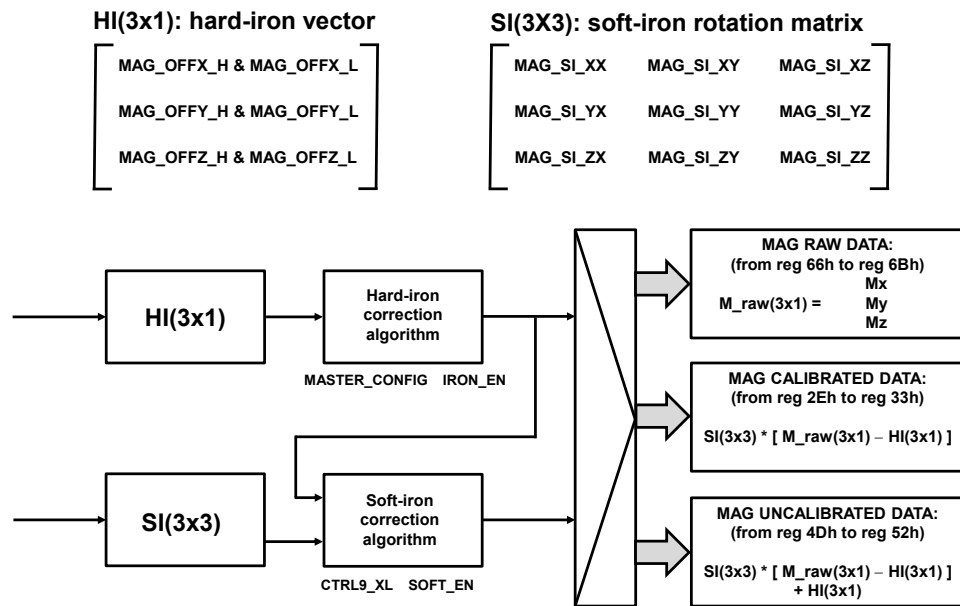 HI(3x1): hard-iron vector
SI(3X3): soft-iron rotation matrix
MAG_OFFX_H & MAG_OFFX_L
MAG_OFFY_H & MAG_OFFY_L
MAG_OFFZ_H & MAG_OFFZ_L
MAG_SI_XX MAG_SI_XY MAG_SI_XZ
MAG_SI_YX MAG_SI_YY MAG_SI_YZ
MAG_SI_ZX MAG_SI_ZY MAG_SI_ZZ
HI(3x1)
Hard-iron
correction
algorithm
MASTER_CONFIG IRON_EN
SI(3x3)
Soft-iron
correction
algorithm
CTRL9_XL SOFT_EN
MAG RAW DATA:
(from reg 66h to reg 6Bh)
Mx
M_raw(3x1) = My
Mz
MAG CALIBRATED DATA:
(from reg 2Eh to reg 33h)
SI(3x3) * [ M_raw(3x1) – HI(3x1) ]
MAG UNCALIBRATED DATA:
(from reg 4Dh to reg 52h)
SI(3x3) * [ M_raw(3x1) – HI(3x1) ]
+ HI(3x1)